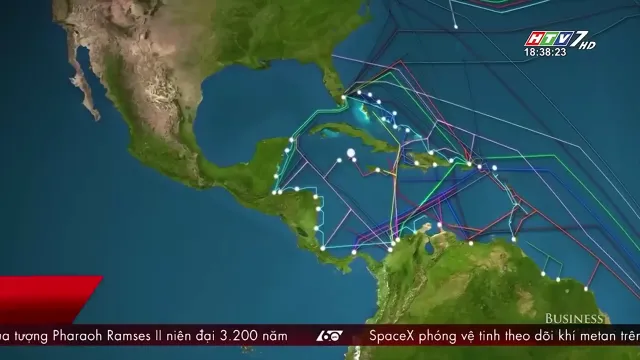 HTV7 HD
18:38:23
BUSINESS
tượng Pharaoh Ramses II niên đại 3.200 năm
60
SpaceX phóng vệ tinh theo dõi khí metan trên